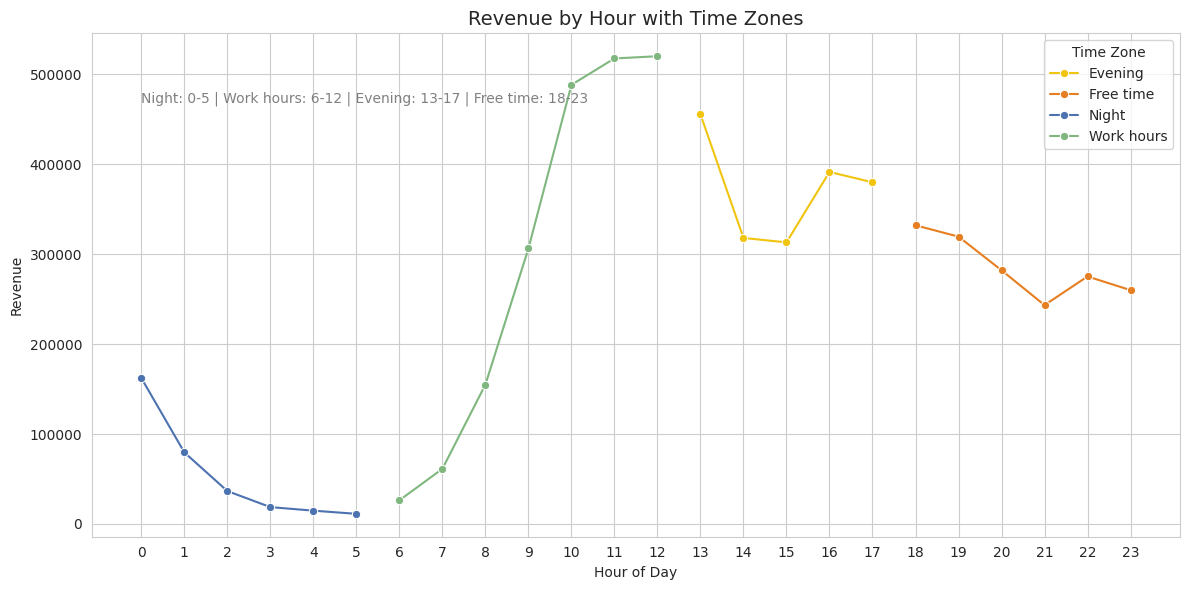 Revenue by Hour with Time Zones
Time Zone
Evening
Free time
Night
Work hours
Night: 0-5 | Work hours: 6-12 | Evening: 13-17 | Free time: 18-23
Revenue
500000
400000
300000
200000
100000
0
0 1 2 3 4 5 6 7 8 9 10 11 12 13 14 15 16 17 18 19 20 21 22 23
Hour of Day